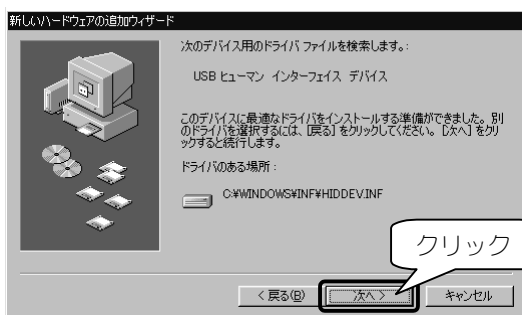 新しいハードウェアの追加ウィザード
次のデバイス用のドライバ ファイルを検索します。:
USB ヒューマン インターフェイス デバイス
このデバイスに最適なドライバをインストールする準備ができました。別
のドライバを選択するには、[戻る] をクリックしてください。[次へ] をクリ
ックすると続行します。
ドライバのある場所 :
C:¥WINDOWS¥INF¥HIDDEV.INF
クリック
< 戻る(B)
次へ >
キャンセル